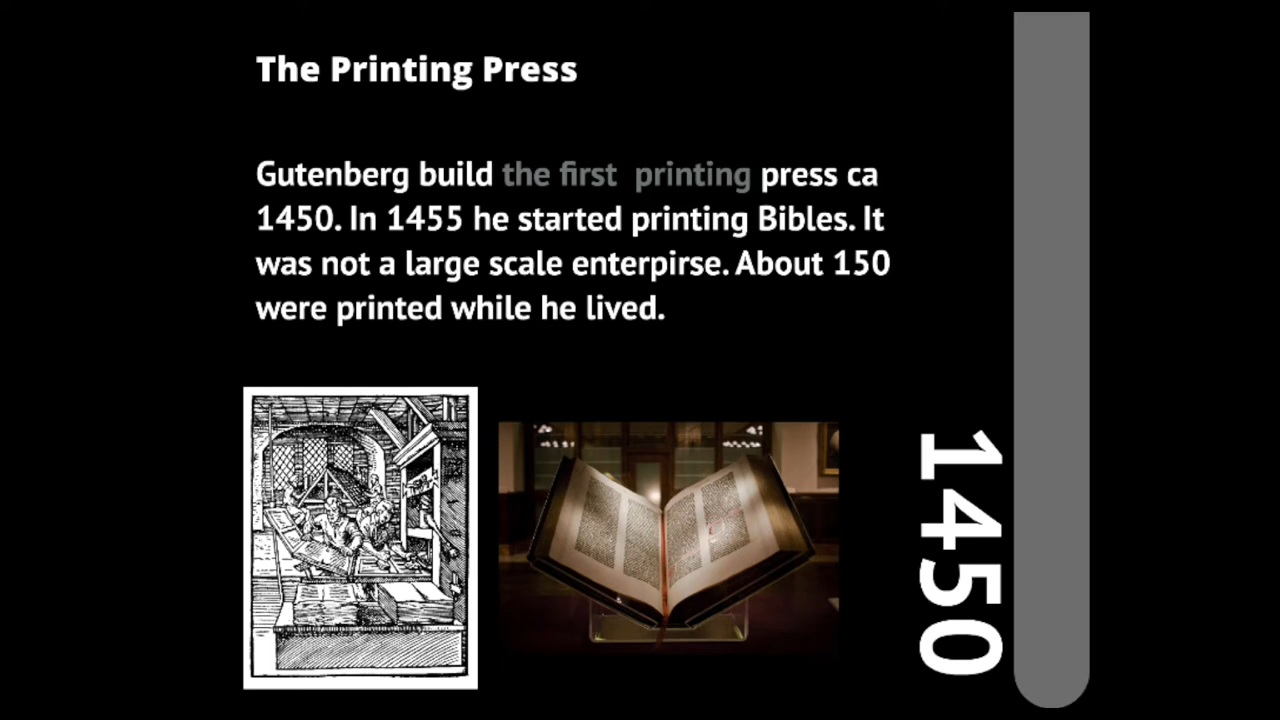 The Printing Press
Gutenberg build the first printing press ca
1450. In 1455 he started printing Bibles. It
was not a large scale enterpirse. About 150
were printed while he lived.
1450